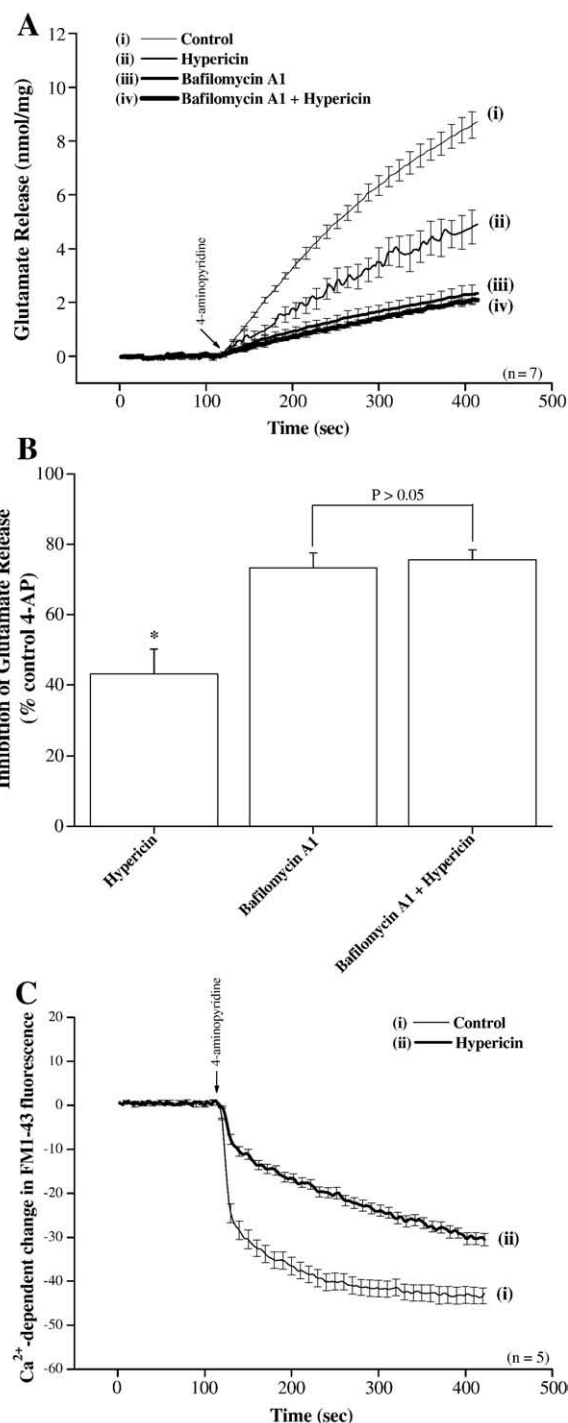 A
(i) Control
(ii) Hypericin
(iii) Bafilomycin A1
(iv) Bafilomycin A1 + Hypericin
Glutamate Release (nmol/mg)
12
10
8
6
4
2
0
4-aminopyridine
(i)
(ii)
(iii)
(iv)
(n = 7)
0 100 200 300 400 500
Time (sec)
B
Inhibition of Glutamate Release
(% control 4-AP)
100
80
60
40
20
0
P > 0.05
*
Hypericin
Bafilomycin A1
Bafilomycin A1 + Hypericin
C
(i) Control
(ii) Hypericin
Ca2+-dependent change in FM1-43 fluorescence
20
10
0
-10
-20
-30
-40
-50
-60
4-aminopyridine
(ii)
(i)
(n = 5)
0 100 200 300 400 500
Time (sec)